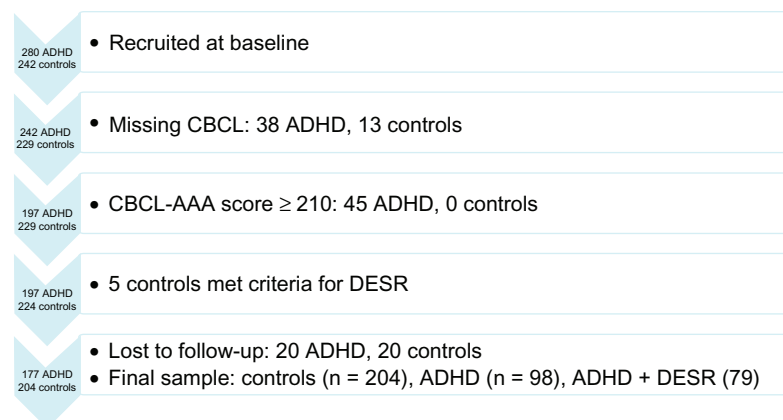 280 ADHD
242 controls
• Recruited at baseline
242 ADHD
229 controls
• Missing CBCL: 38 ADHD, 13 controls
197 ADHD
229 controls
• CBCL-AAA score ≥ 210: 45 ADHD, 0 controls
197 ADHD
224 controls
• 5 controls met criteria for DESR
177 ADHD
204 controls
• Lost to follow-up: 20 ADHD, 20 controls
• Final sample: controls (n = 204), ADHD (n = 98), ADHD + DESR (79)